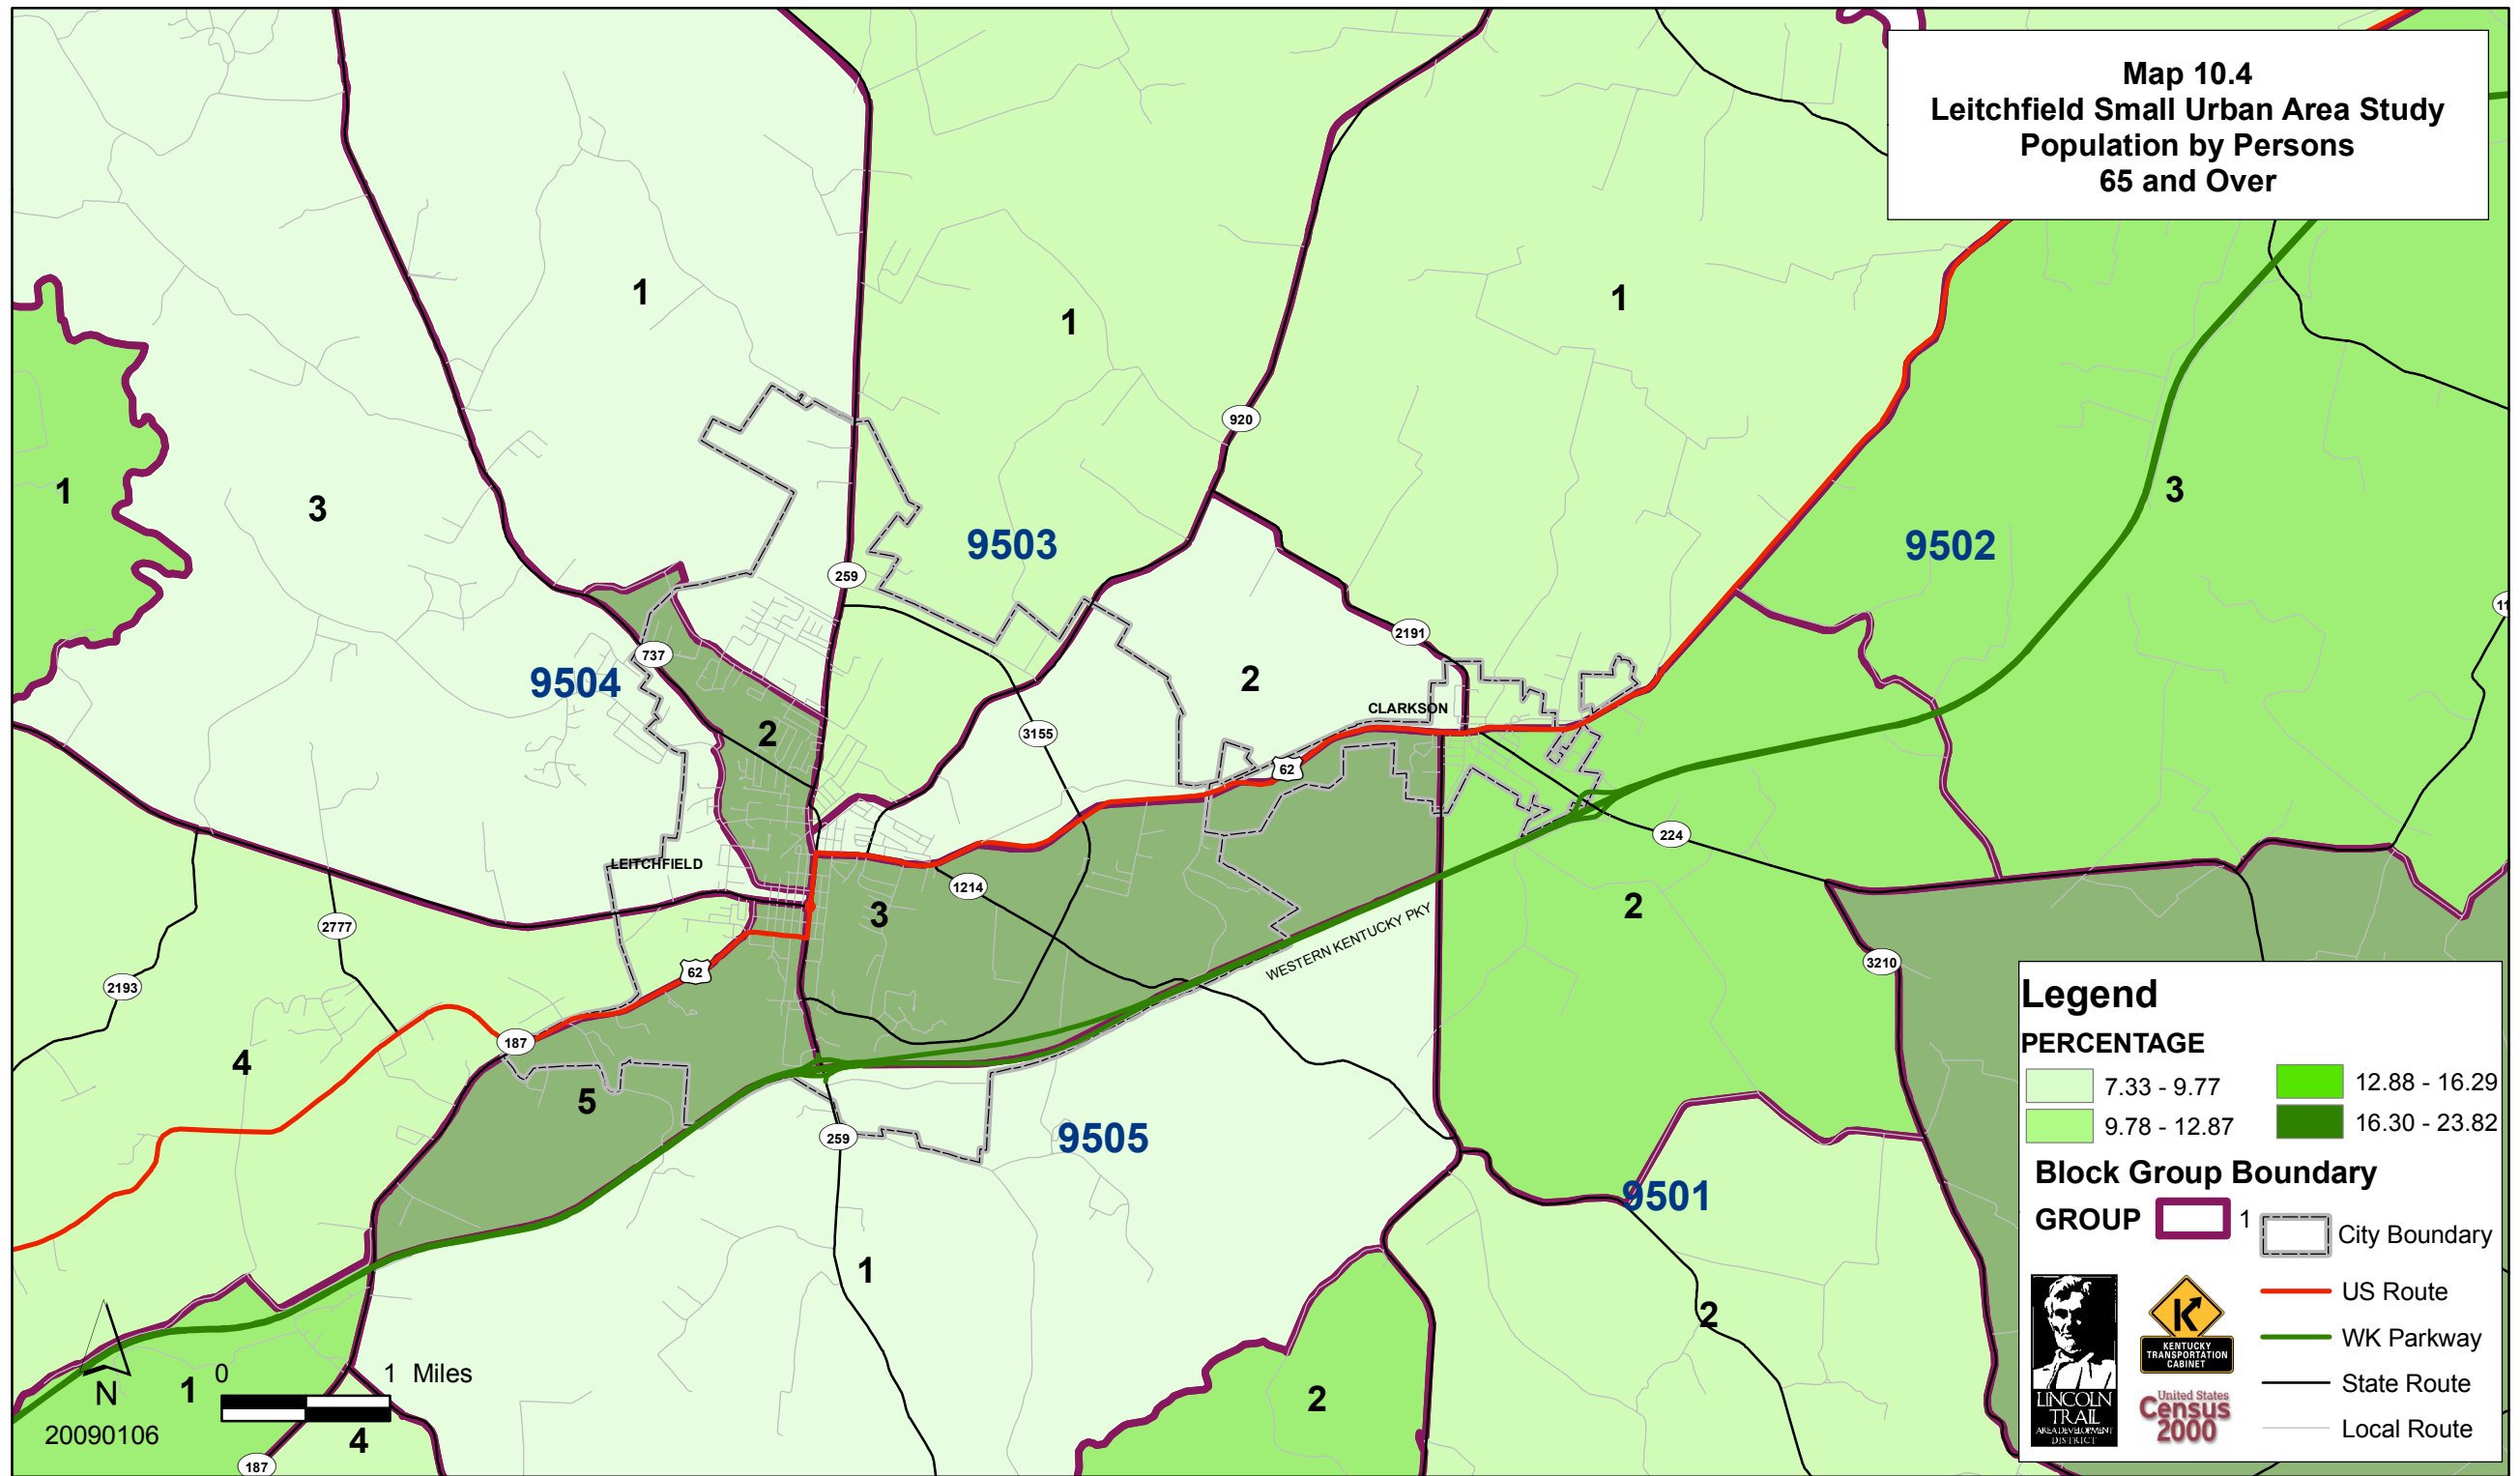 Map 10.4
Leitchfield Small Urban Area Study
Population by Persons
65 and Over
1
1
1
1
3
920
3
9503
9502
259
11
2191
737
9504
2
CLARKSON
2
3155
62
224
LEITCHFIELD
1214
3
2
WESTERN KENTUCKY PKY
2777
62
3210
2193
187
4
5
259
9505
9501
1
2
2
1
4
187
0 1 Miles
N
20090106
Legend
PERCENTAGE
7.33 - 9.77
9.78 - 12.87
12.88 - 16.29
16.30 - 23.82
Block Group Boundary
GROUP 1
City Boundary
US Route
WK Parkway
State Route
Local Route
LINCOLN
TRAIL
AREA DEVELOPMENT
DISTRICT
K
KENTUCKY
TRANSPORTATION
CABINET
United States
Census
2000